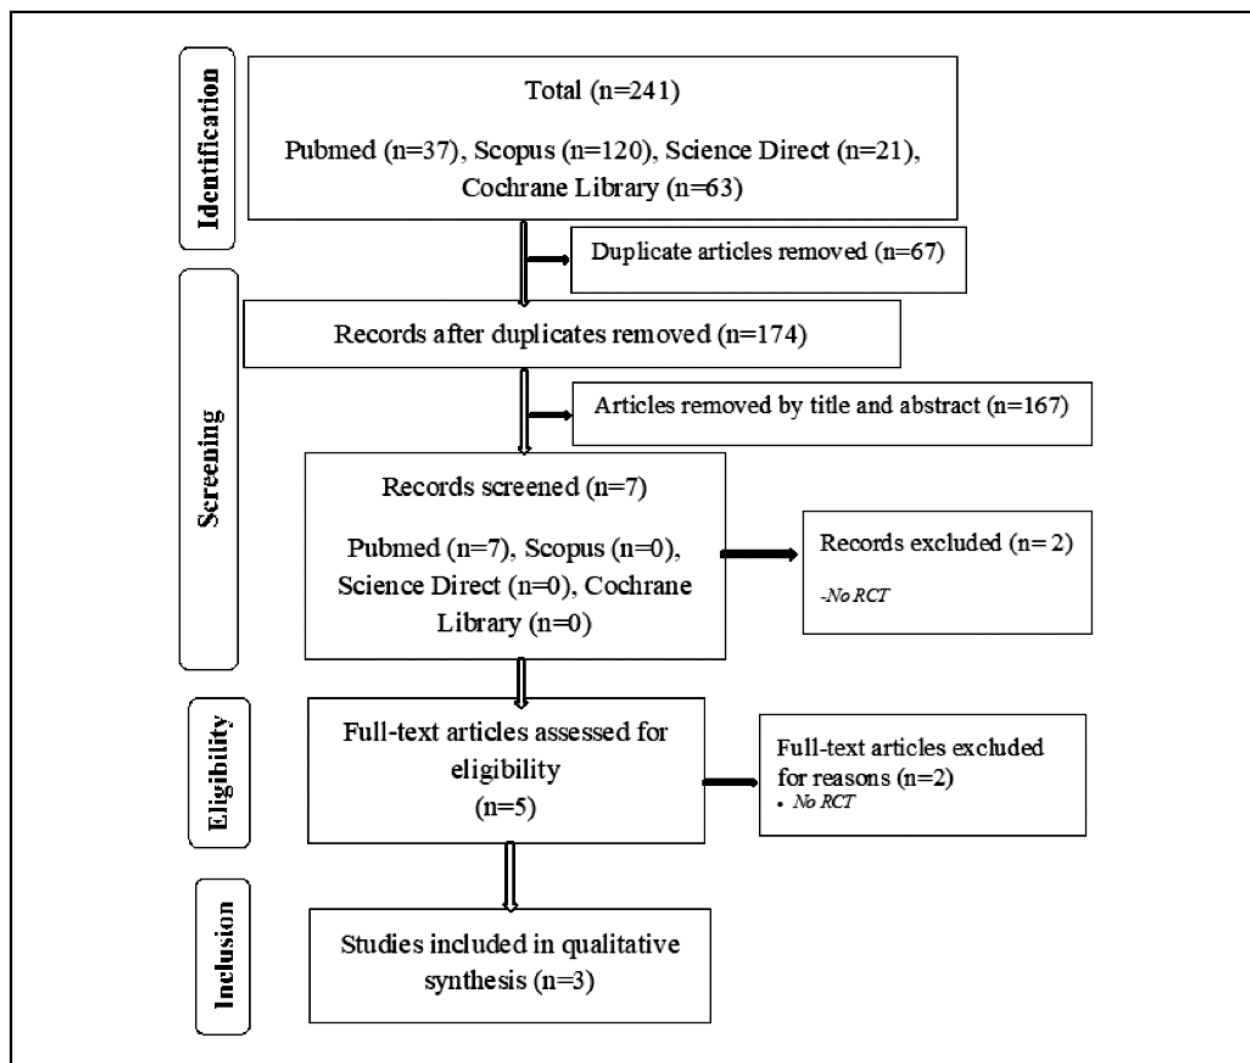 Identification
Total (n=241)
Pubmed (n=37), Scopus (n=120), Science Direct (n=21),
Cochrane Library (n=63)
Duplicate articles removed (n=67)
Screening
Records after duplicates removed (n=174)
Articles removed by title and abstract (n=167)
Records screened (n=7)
Pubmed (n=7), Scopus (n=0),
Science Direct (n=0), Cochrane
Library (n=0)
Records excluded (n= 2)
-No RCT
Eligibility
Full-text articles assessed for
eligibility
(n=5)
Full-text articles excluded
for reasons (n=2)
• No RCT
Inclusion
Studies included in qualitative
synthesis (n=3)